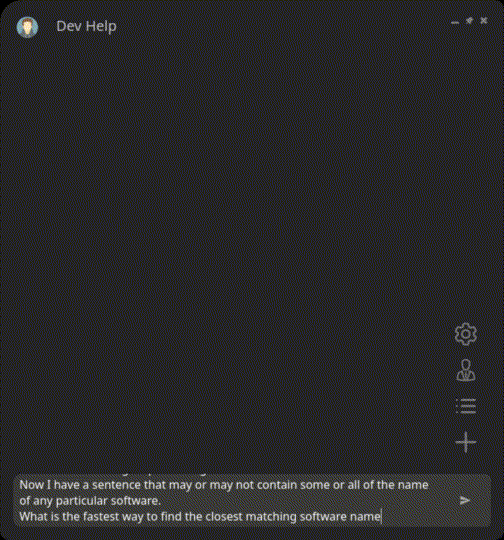 Dev Help
Now I have a sentence that may or may not contain some or all of the name
of any particular software.
What is the fastest way to find the closest matching software name